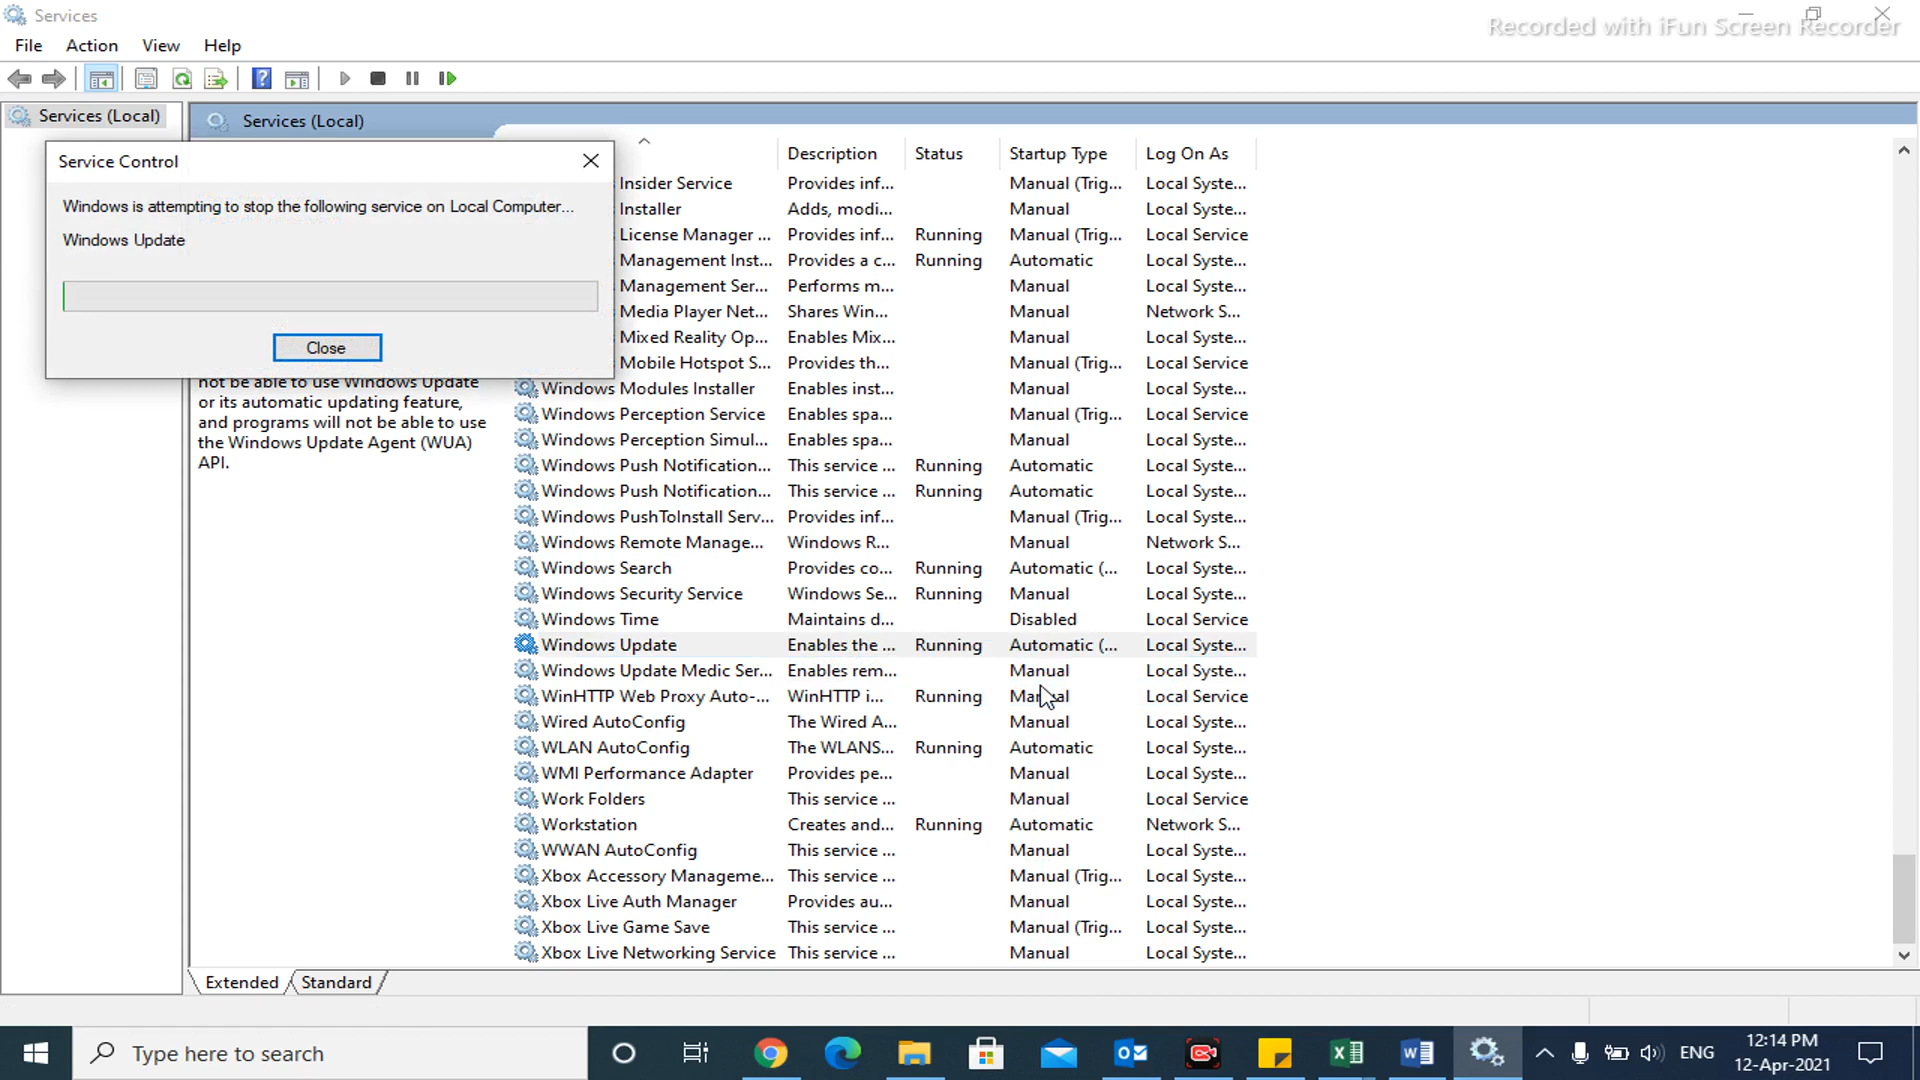 Services
Recorded with iFun Screen Recorder
File Action View Help
Services (Local)
Services (Local)
Service Control
Windows is attempting to stop the following service on Local Computer...
Windows Update
Close
not be able to use Windows Update
or its automatic updating feature,
and programs will not be able to use
the Windows Update Agent (WUA)
API.
Description Status Startup Type Log On As
Insider Service Provides inf... Manual (Trig... Local Syste...
Installer Adds, modi... Manual Local Syste...
License Manager ... Provides inf... Running Manual (Trig... Local Service
Management Inst... Provides a c... Running Automatic Local Syste...
Management Ser... Performs m... Manual Local Syste...
Media Player Net... Shares Win... Manual Network S...
Mixed Reality Op... Enables Mix... Manual Local Syste...
Mobile Hotspot S... Provides th... Manual (Trig... Local Service
Windows Modules Installer Enables inst... Manual Local Syste...
Windows Perception Service Enables spa... Manual (Trig... Local Service
Windows Perception Simul... Enables spa... Manual Local Syste...
Windows Push Notification... This service ... Running Automatic Local Syste...
Windows Push Notification... This service ... Running Automatic Local Syste...
Windows PushToInstall Serv... Provides inf... Manual (Trig... Local Syste...
Windows Remote Manage... Windows R... Manual Network S...
Windows Search Provides co... Running Automatic (... Local Syste...
Windows Security Service Windows Se... Running Manual Local Syste...
Windows Time Maintains d... Disabled Local Service
Windows Update Enables the ... Running Automatic (... Local Syste...
Windows Update Medic Ser... Enables rem... Manual Local Syste...
WinHTTP Web Proxy Auto-... WinHTTP i... Running Manual Local Service
Wired AutoConfig The Wired A... Manual Local Syste...
WLAN AutoConfig The WLANS... Running Automatic Local Syste...
WMI Performance Adapter Provides pe... Manual Local Syste...
Work Folders This service ... Manual Local Service
Workstation Creates and... Running Automatic Network S...
WWAN AutoConfig This service ... Manual Local Syste...
Xbox Accessory Manageme... This service ... Manual (Trig... Local Syste...
Xbox Live Auth Manager Provides au... Manual Local Syste...
Xbox Live Game Save This service ... Manual (Trig... Local Syste...
Xbox Live Networking Service This service ... Manual Local Syste...
Extended Standard
Type here to search
ENG
12:14 PM
12-Apr-2021